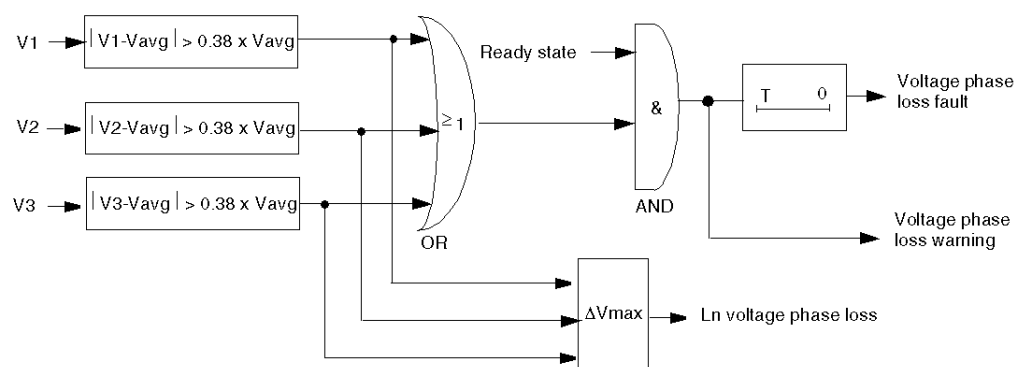 V1
|V1-Vavg| > 0.38 x Vavg
V2
|V2-Vavg| > 0.38 x Vavg
V3
|V3-Vavg| > 0.38 x Vavg
≥ 1
OR
Ready state
&
AND
T 0
Voltage phase
loss fault
Voltage phase
loss warning
ΔVmax
Ln voltage phase loss